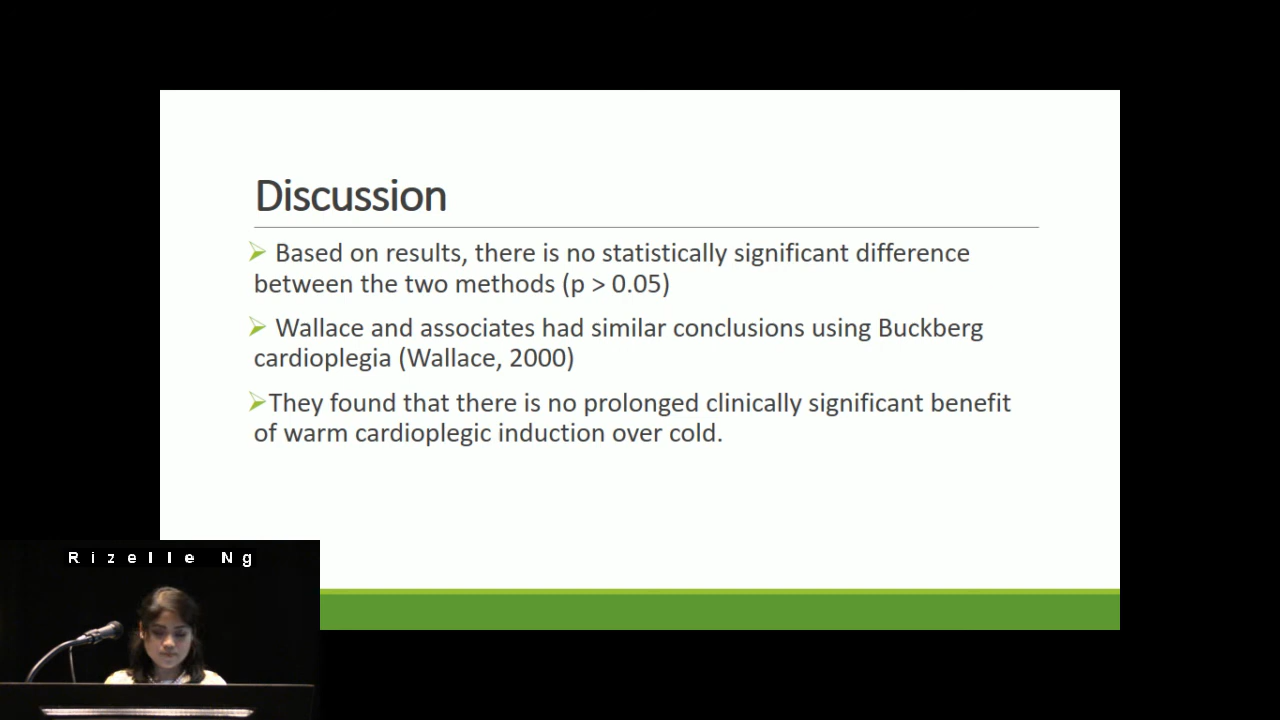 Discussion
Based on results, there is no statistically significant difference
between the two methods (p > 0.05)
Wallace and associates had similar conclusions using Buckberg
cardioplegia (Wallace, 2000)
They found that there is no prolonged clinically significant benefit
of warm cardioplegic induction over cold.
Rizelle Ng